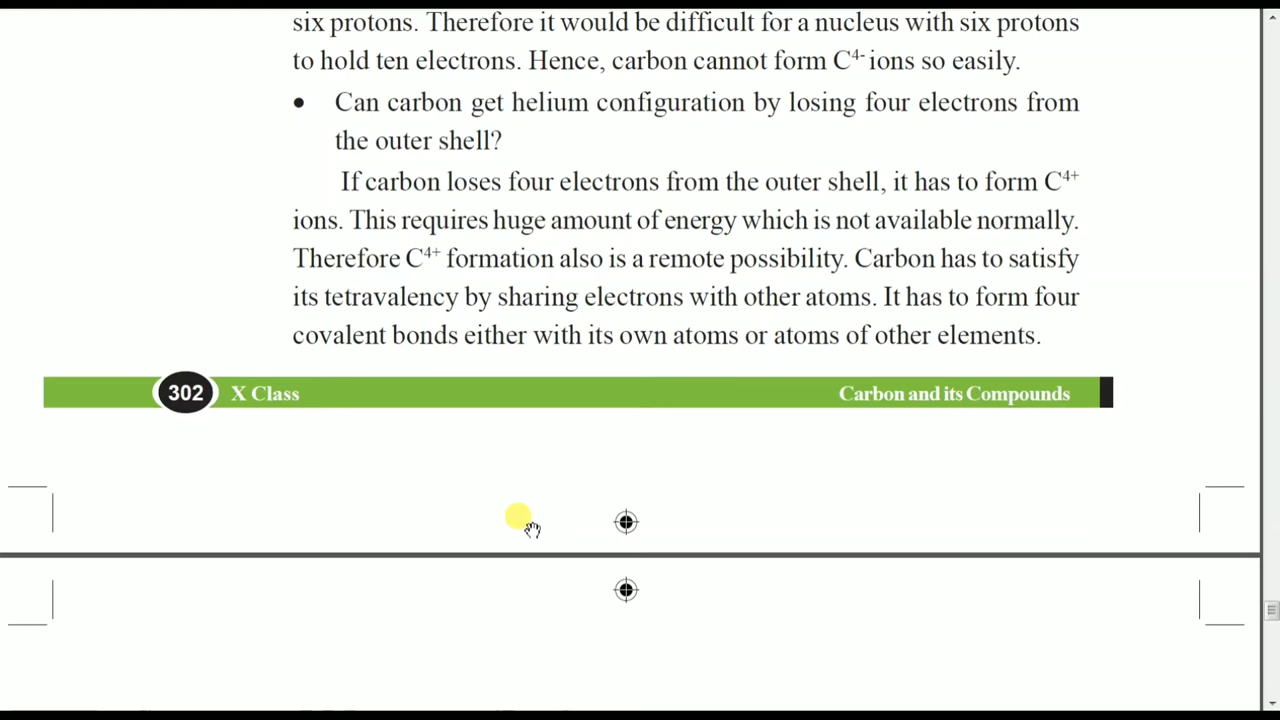 six protons. Therefore it would be difficult for a nucleus with six protons
to hold ten electrons. Hence, carbon cannot form C⁴⁻ ions so easily.
• Can carbon get helium configuration by losing four electrons from
the outer shell?
If carbon loses four electrons from the outer shell, it has to form C⁴⁺
ions. This requires huge amount of energy which is not available normally.
Therefore C⁴⁺ formation also is a remote possibility. Carbon has to satisfy
its tetravalency by sharing electrons with other atoms. It has to form four
covalent bonds either with its own atoms or atoms of other elements.
302 X Class Carbon and its Compounds